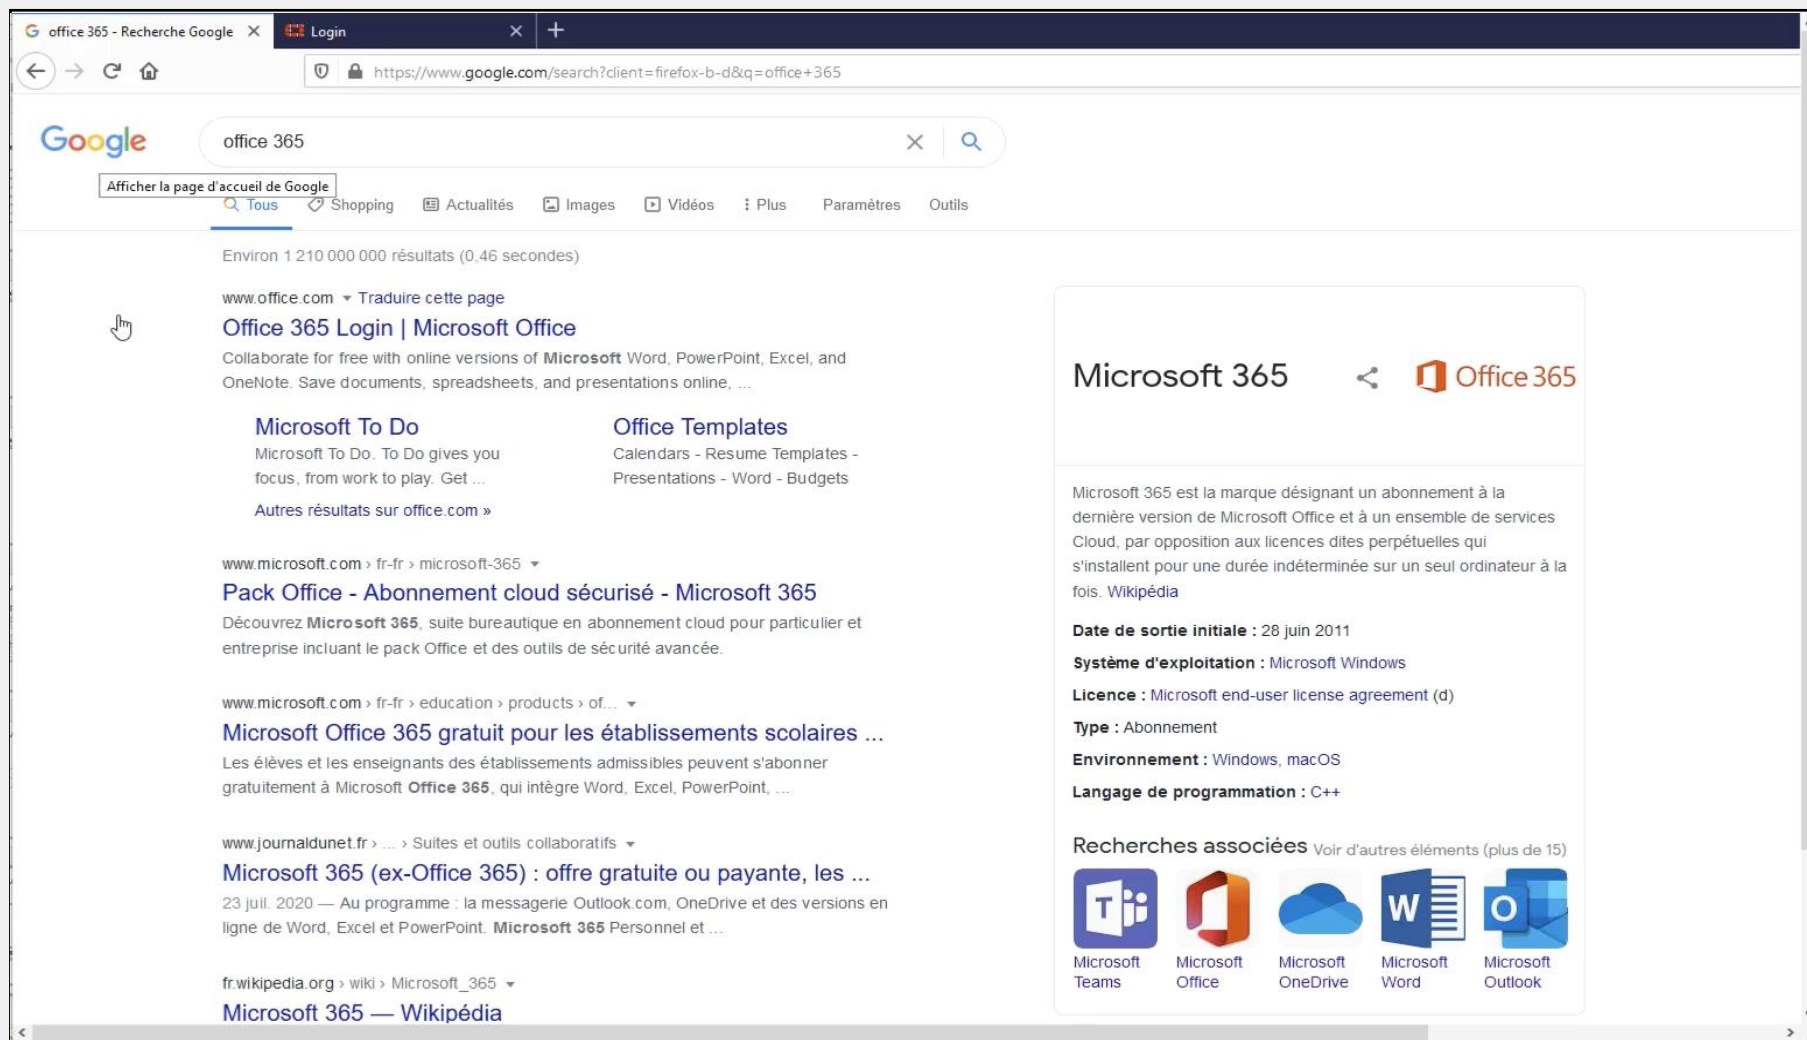 office 365 - Recherche Google
Login
https://www.google.com/search?client=firefox-b-d&q=office+365
Google
office 365
Afficher la page d'accueil de Google
Tous
Shopping
Actualités
Images
Vidéos
Plus
Paramètres
Outils
Environ 1 210 000 000 résultats (0,46 secondes)
www.office.com Traduire cette page
Office 365 Login | Microsoft Office
Collaborate for free with online versions of Microsoft Word, PowerPoint, Excel, and
OneNote. Save documents, spreadsheets, and presentations online, ...
Microsoft To Do
Microsoft To Do. To Do gives you
focus, from work to play. Get ...
Office Templates
Calendars - Resume Templates -
Presentations - Word - Budgets
Autres résultats sur office.com »
www.microsoft.com › fr-fr › microsoft-365
Pack Office - Abonnement cloud sécurisé - Microsoft 365
Découvrez Microsoft 365, suite bureautique en abonnement cloud pour particulier et
entreprise incluant le pack Office et des outils de sécurité avancée.
www.microsoft.com › fr-fr › education › products › of...
Microsoft Office 365 gratuit pour les établissements scolaires ...
Les élèves et les enseignants des établissements admissibles peuvent s'abonner
gratuitement à Microsoft Office 365, qui intègre Word, Excel, PowerPoint, ...
www.journaldunet.fr › ... › Suites et outils collaboratifs
Microsoft 365 (ex-Office 365) : offre gratuite ou payante, les ...
23 juil. 2020 — Au programme : la messagerie Outlook.com, OneDrive et des versions en
ligne de Word, Excel et PowerPoint. Microsoft 365 Personnel et ...
fr.wikipedia.org › wiki › Microsoft_365
Microsoft 365 — Wikipédia
Microsoft 365
Office 365
Microsoft 365 est la marque désignant un abonnement à la
dernière version de Microsoft Office et à un ensemble de services
Cloud, par opposition aux licences dites perpétuelles qui
s'installent pour une durée indéterminée sur un seul ordinateur à la
fois. Wikipédia
Date de sortie initiale : 28 juin 2011
Système d'exploitation : Microsoft Windows
Licence : Microsoft end-user license agreement (d)
Type : Abonnement
Environnement : Windows, macOS
Langage de programmation : C++
Recherches associées Voir d'autres éléments (plus de 15)
Microsoft
Teams
Microsoft
Office
Microsoft
OneDrive
Microsoft
Word
Microsoft
Outlook